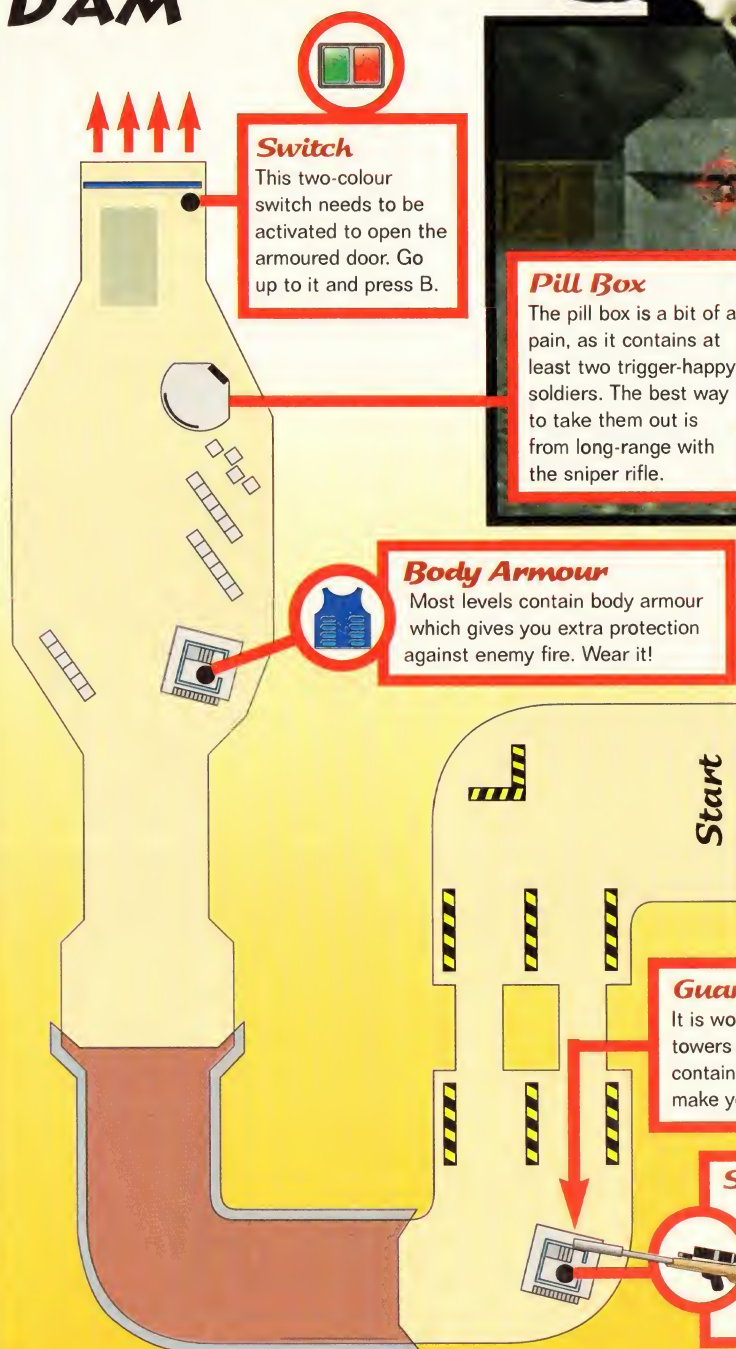 DAM
Switch
This two-colour
switch needs to be
activated to open the
armoured door. Go
up to it and press B.
Pill Box
The pill box is a bit of a
pain, as it contains at
least two trigger-happy
soldiers. The best way
to take them out is
from long-range with
the sniper rifle.
Body Armour
Most levels contain body armour
which gives you extra protection
against enemy fire. Wear it!
Start
It is
towers
contain
make